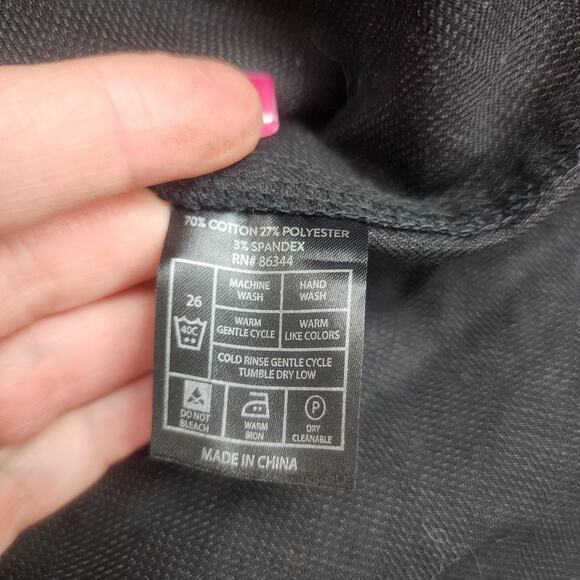 70% COTTON 27% POLYESTER
3% SPANDEX
RN# 86344
26
40C
MACHINE
WASH
HAND
WASH
WARM
GENTLE CYCLE
WARM
LIKE COLORS
COLD RINSE GENTLE CYCLE
TUMBLE DRY LOW
DO NOT
BLEACH
WARM
IRON
P
DRY
CLEANABLE
MADE IN CHINA